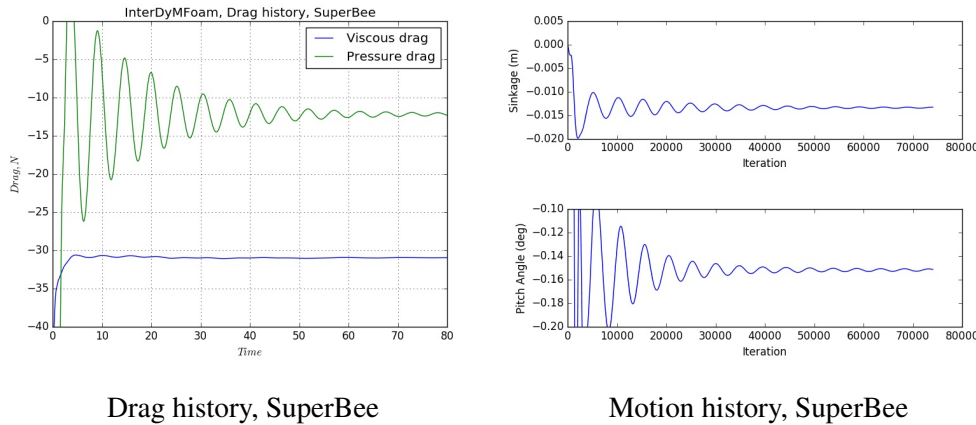 InterDyMFoam, Drag history, SuperBee
Viscous drag
Pressure drag
0
−5
−10
−15
−20
−25
−30
−35
−40
Drag, N
0 10 20 30 40 50 60 70 80
Time
0.005
0.000
−0.005
−0.010
−0.015
−0.020
Sinkage (m)
0 10000 20000 30000 40000 50000 60000 70000 80000
Iteration
−0.10
−0.12
−0.14
−0.16
−0.18
−0.20
Pitch Angle (deg)
0 10000 20000 30000 40000 50000 60000 70000 80000
Iteration
Drag history, SuperBee
Motion history, SuperBee